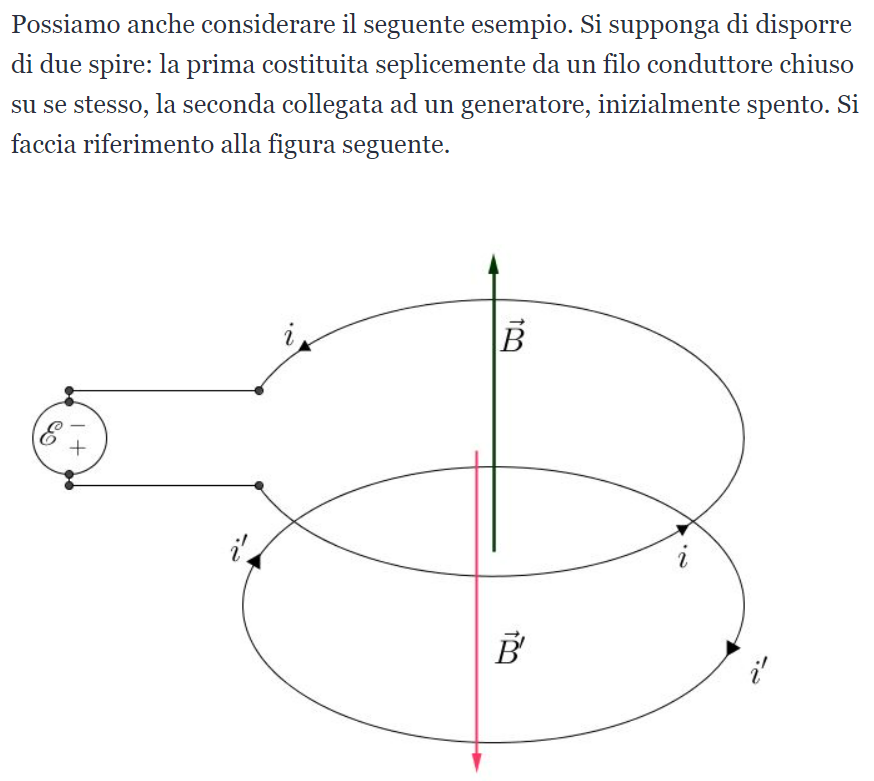 Possiamo anche considerare il seguente esempio. Si supponga di disporre
di due spire: la prima costituita seplicemente da un filo conduttore chiuso
su se stesso, la seconda collegata ad un generatore, inizialmente spento. Si
faccia riferimento alla figura seguente.
i
B⃗
ℰ −
+
i′
i
B⃗′
i′